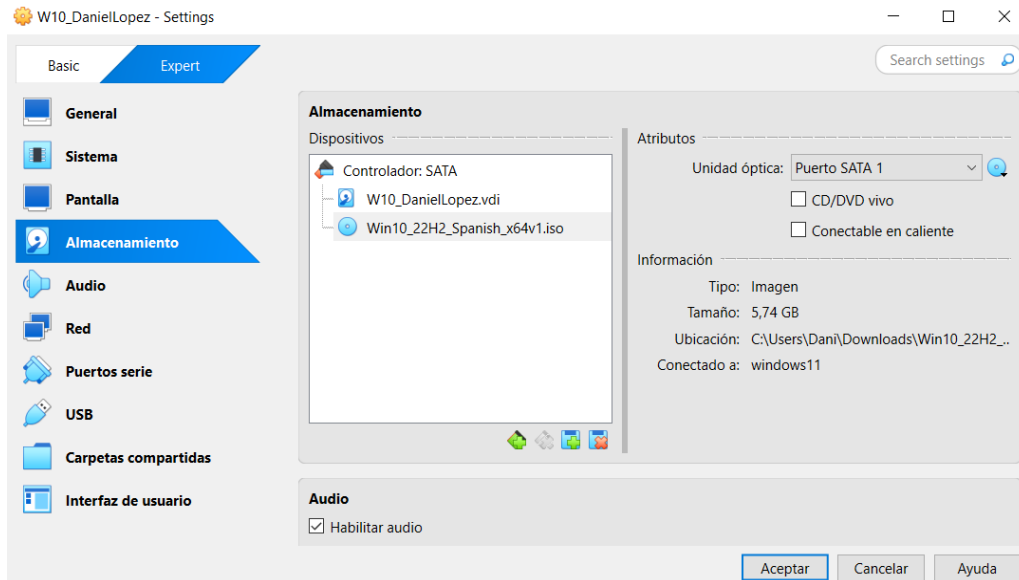 W10_DanielLopez - Settings
Basic
Expert
Search settings
General
Sistema
Pantalla
Almacenamiento
Audio
Red
Puertos serie
USB
Carpetas compartidas
Interfaz de usuario
Almacenamiento
Dispositivos
Controlador: SATA
W10_DanielLopez.vdi
Win10_22H2_Spanish_x64v1.iso
Atributos
Unidad óptica: Puerto SATA 1
CD/DVD vivo
Conectable en caliente
Información
Tipo: Imagen
Tamaño: 5,74 GB
Ubicación: C:\Users\Dani\Downloads\Win10_22H2_...
Conectado a: windows11
Audio
Habilitar audio
Aceptar
Cancelar
Ayuda